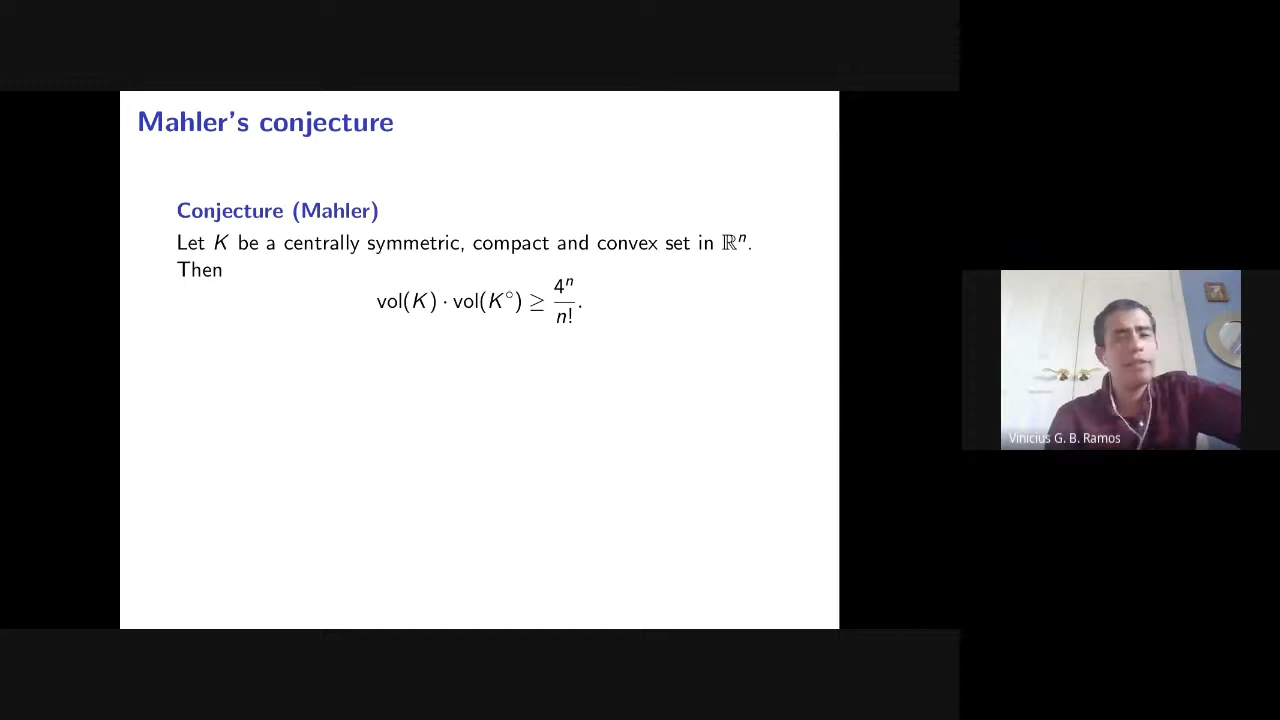 Mahler's conjecture
Conjecture (Mahler)
Let K be a centrally symmetric, compact and convex set in ℝⁿ.
Then
vol(K) · vol(K°) ≥ 4ⁿ/n!.
Vinicius G. B. Ramos